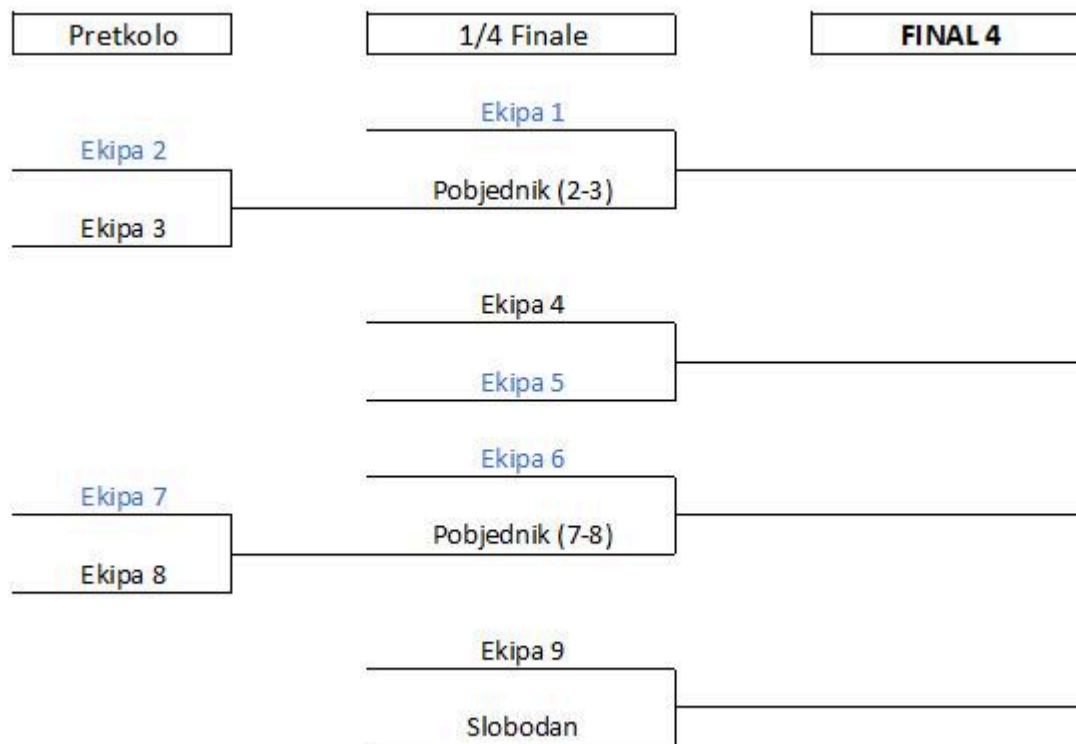 Pretkolo
1/4 Finale
FINAL 4
Ekipa 1
Ekipa 2
Pobjednik (2-3)
Ekipa 3
Ekipa 4
Ekipa 5
Ekipa 6
Ekipa 7
Pobjednik (7-8)
Ekipa 8
Ekipa 9
Slobodan